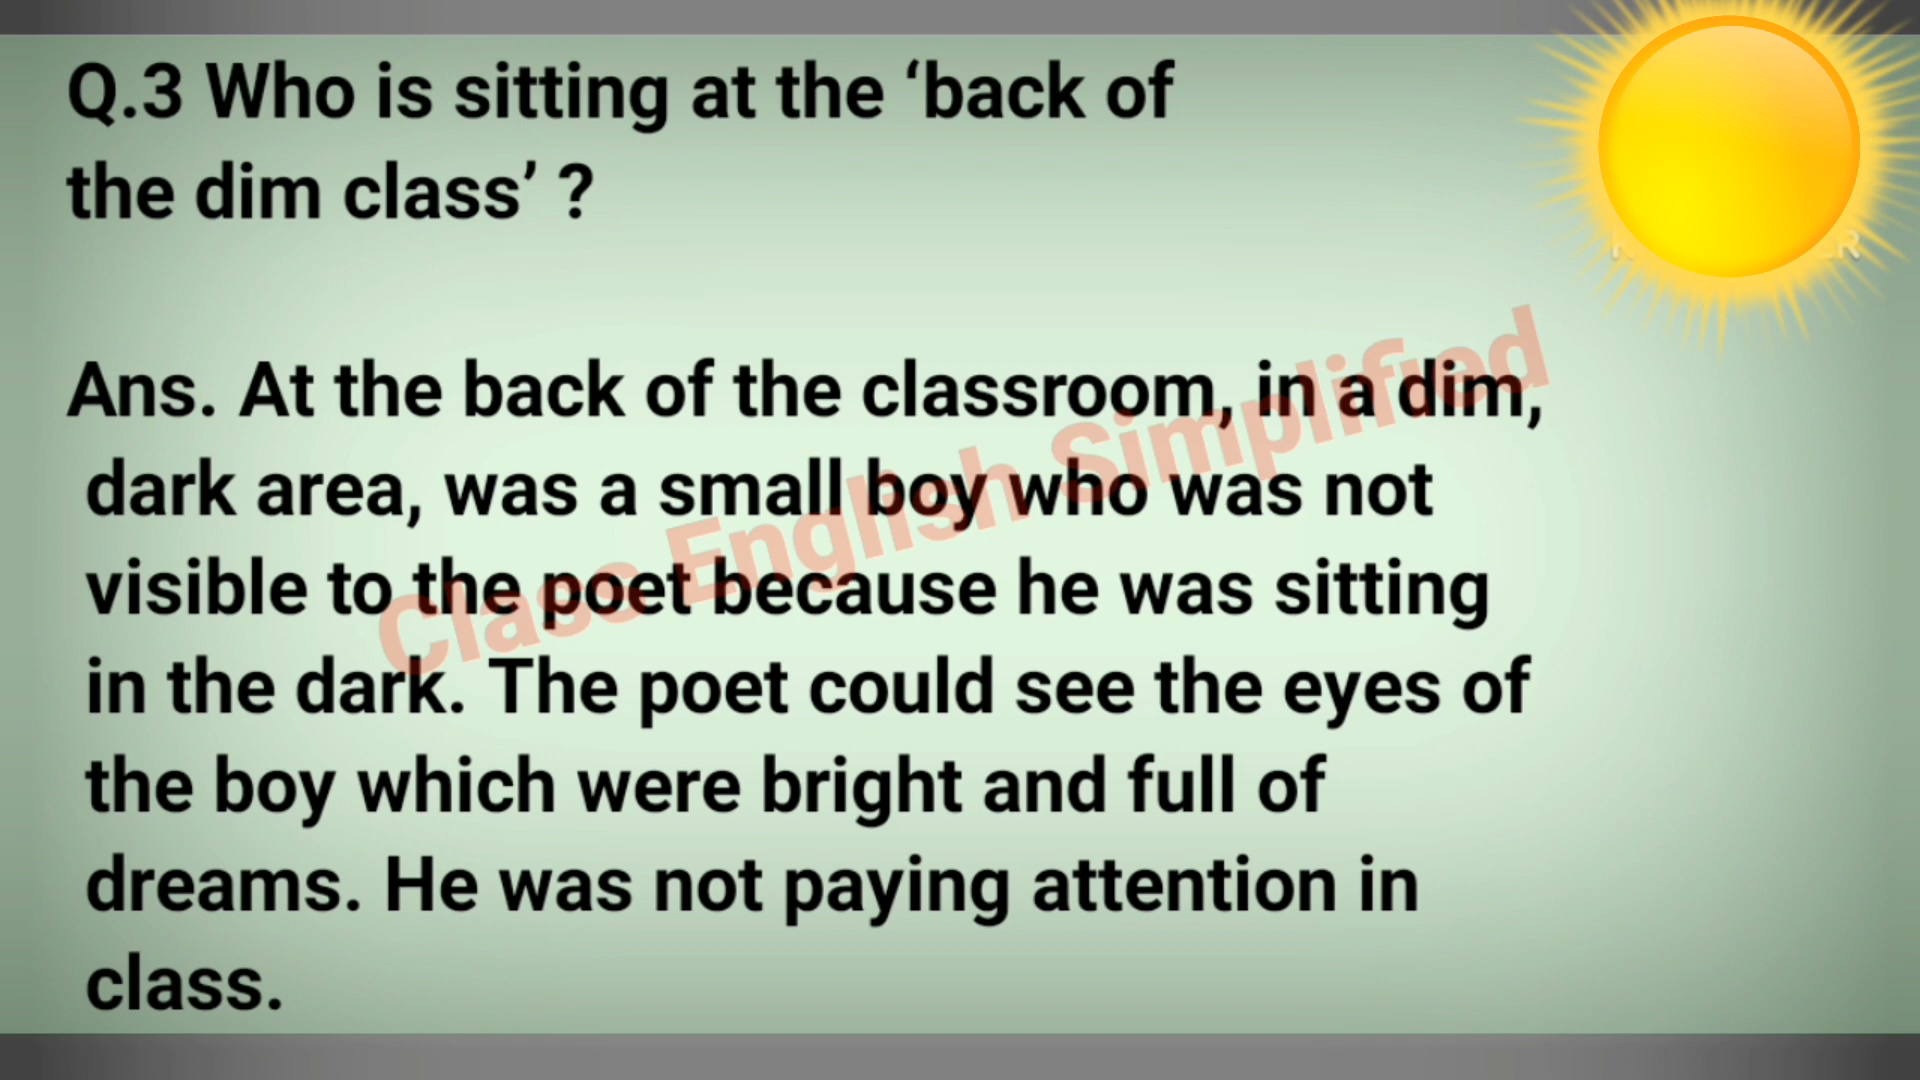 Q.3 Who is sitting at the ‘back of
the dim class’ ?
Ans. At the back of the classroom, in a dim,
dark area, was a small boy who was not
visible to the poet because he was sitting
in the dark. The poet could see the eyes of
the boy which were bright and full of
dreams. He was not paying attention in
class.
Class English Simplified